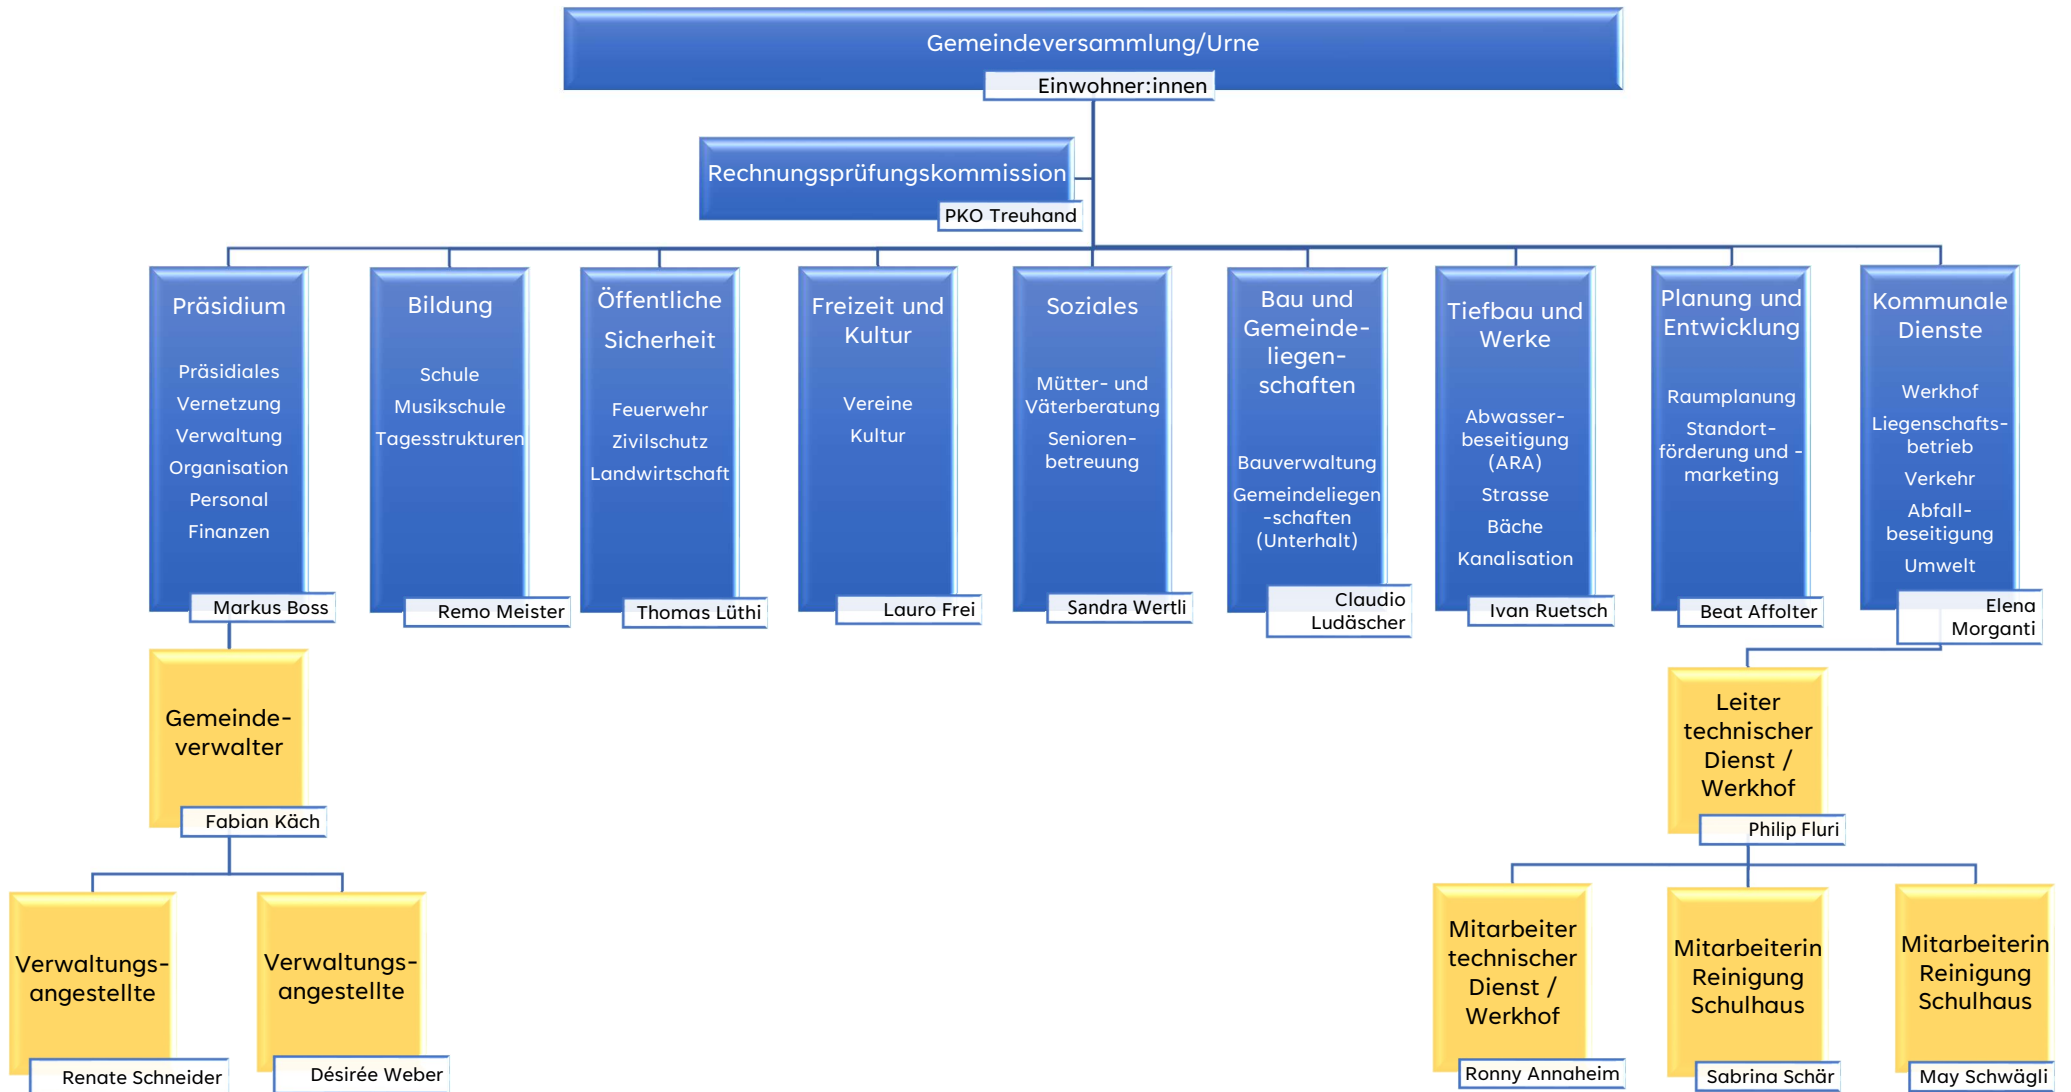 Gemeindeversammlung/Urne
Einwohner:innen
Rechnungsprüfungskommission
PKO Treuhand
Präsidium
Präsidiales
Vernetzung
Verwaltung
Organisation
Personal
Finanzen
Markus Boss
Bildung
Schule
Musikschule
Tagesstrukturen
Remo Meister
Öffentliche
Sicherheit
Feuerwehr
Zivilschutz
Landwirtschaft
Thomas Lüthi
Freizeit und
Kultur
Vereine
Kultur
Lauro Frei
Soziales
Mütter- und
Väterberatung
Senioren-
betreuung
Sandra Wertli
Bau und
Gemeinde-
liegen-
schaften
Bauverwaltung
Gemeindeliegen
-schaften
(Unterhalt)
Claudio
Ludäscher
Tiefbau und
Werke
Abwasser-
beseitigung
(ARA)
Strasse
Bäche
Kanalisation
Ivan Ruetsch
Planung und
Entwicklung
Raumplanung
Standort-
förderung und -
marketing
Beat Affolter
Kommunale
Dienste
Werkhof
Liegenschafts-
betrieb
Verkehr
Abfall-
beseitigung
Umwelt
Elena
Morganti
Gemeinde-
verwalter
Fabian Käch
Leiter
technischer
Dienst /
Werkhof
Philip Fluri
Verwaltungs-
angestellte
Renate Schneider
Verwaltungs-
angestellte
Désirée Weber
Mitarbeiter
technischer
Dienst /
Werkhof
Ronny Annaheim
Mitarbeiterin
Reinigung
Schulhaus
Sabrina Schär
Mitarbeiterin
Reinigung
Schulhaus
May Schwägli